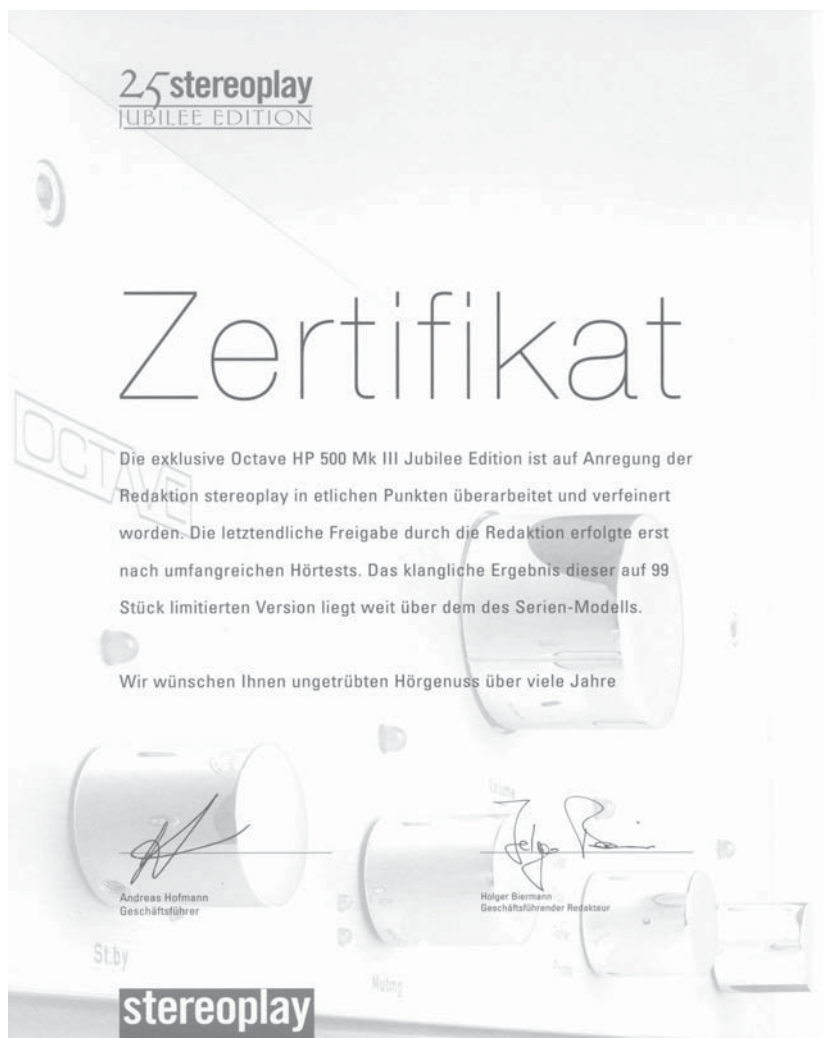 25 stereoplay
JUBILEE EDITION
Zertifikat
OCTAVE
Die exklusive Octave HP 500 Mk III Jubilee Edition ist auf Anregung der
Redaktion stereoplay in etlichen Punkten überarbeitet und verfeinert
worden. Die letztendliche Freigabe durch die Redaktion erfolgte erst
nach umfangreichen Hörtests. Das klangliche Ergebnis dieser auf 99
Stück limitierten Version liegt weit über dem des Serien-Modells.
Wir wünschen Ihnen ungetrübten Hörgenuss über viele Jahre
Volume
Andreas Hofmann
Geschäftsführer
Holger Biermann
Geschäftsführender Redakteur
St.by
Muting
stereoplay